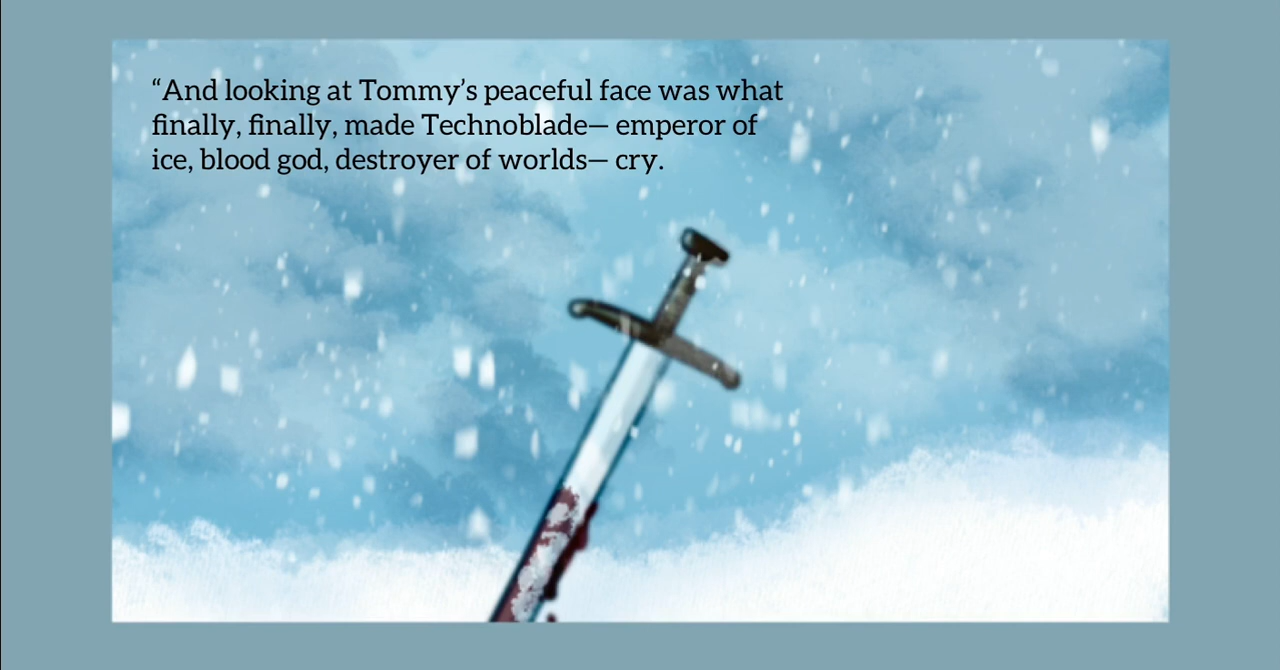 “And looking at Tommy’s peaceful face was what
finally, finally, made Technoblade— emperor of
ice, blood god, destroyer of worlds— cry.